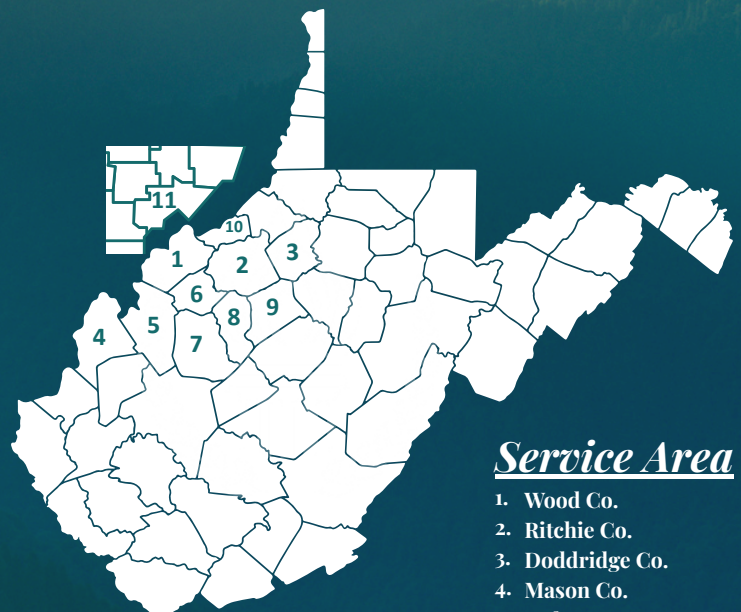 11
10
1
2
3
6
5
8
9
4
7
Service Area
1. Wood Co.
2. Ritchie Co.
3. Doddridge Co.
4. Mason Co.